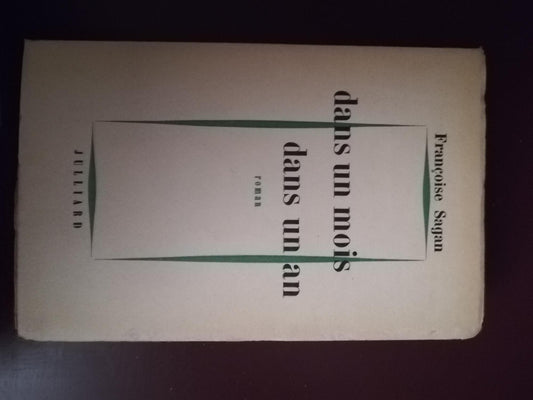 Françoise Sagan
dans un mois
dans un an
roman
JULLIARD